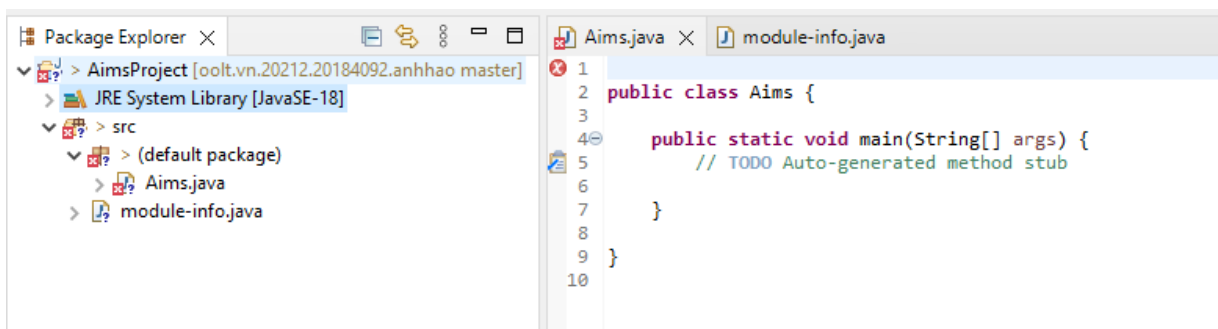 Package Explorer
> AimsProject [oolt.vn.20212.20184092.anhhao master]
JRE System Library [JavaSE-18]
> src
> (default package)
Aims.java
module-info.java
Aims.java module-info.java
1
2 public class Aims {
3
4 public static void main(String[] args) {
5 // TODO Auto-generated method stub
6
7 }
8
9 }
10